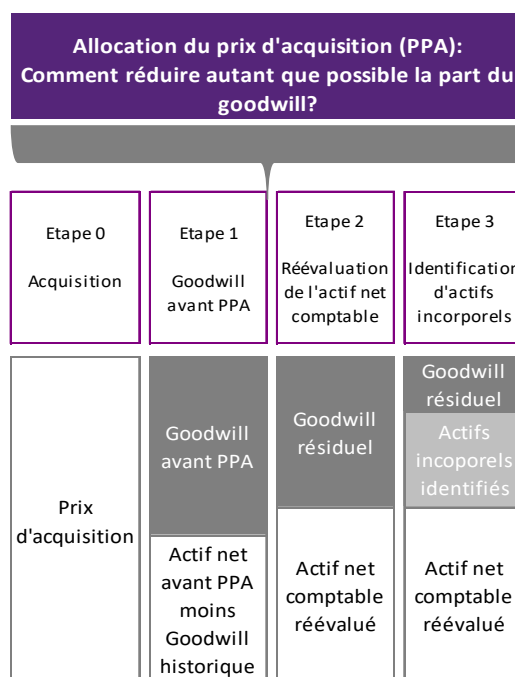 Allocation du prix d'acquisition (PPA):
Comment réduire autant que possible la part du
goodwill?
Etape 0
Acquisition
Etape 1
Goodwill
avant PPA
Etape 2
Réévaluation
de l'actif net
comptable
Etape 3
Identification
d'actifs
incorporels
Prix
d'acquisition
Goodwill
avant PPA
Actif net
avant PPA
moins
Goodwill
historique
Goodwill
résiduel
Actif net
comptable
réévalué
Goodwill
résiduel
Actifs
incoporels
identifiés
Actif net
comptable
réévalué